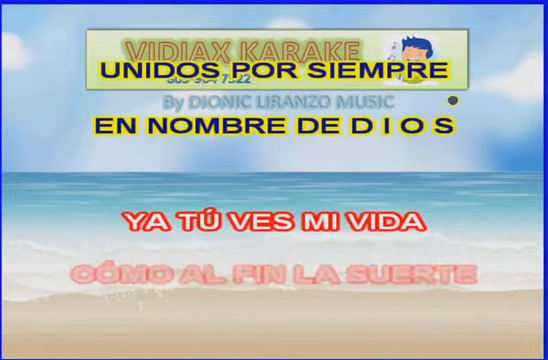 VIDIAX KARAKE
UNIDOS POR SIEMPRE
By DIONIC LIRANZO MUSIC
EN NOMBRE DE D I O S
YA TÚ VES MI VIDA
CÓMO AL FIN LA SUERTE